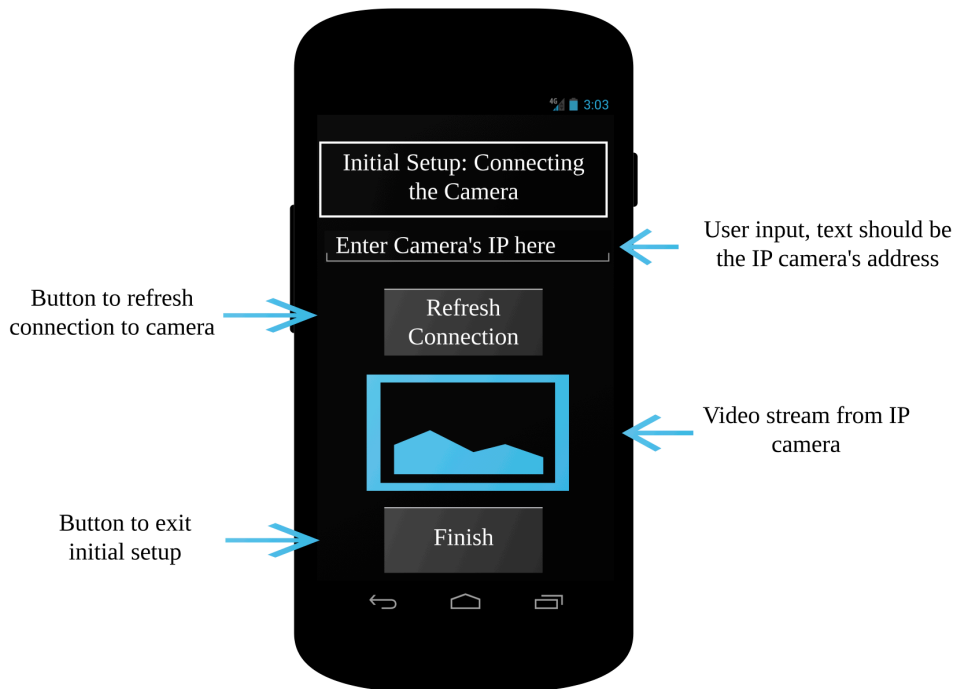 4G 3:03
Initial Setup: Connecting
the Camera
Enter Camera's IP here
User input, text should be
the IP camera's address
Button to refresh
connection to camera
Refresh
Connection
Video stream from IP
camera
Button to exit
initial setup
Finish